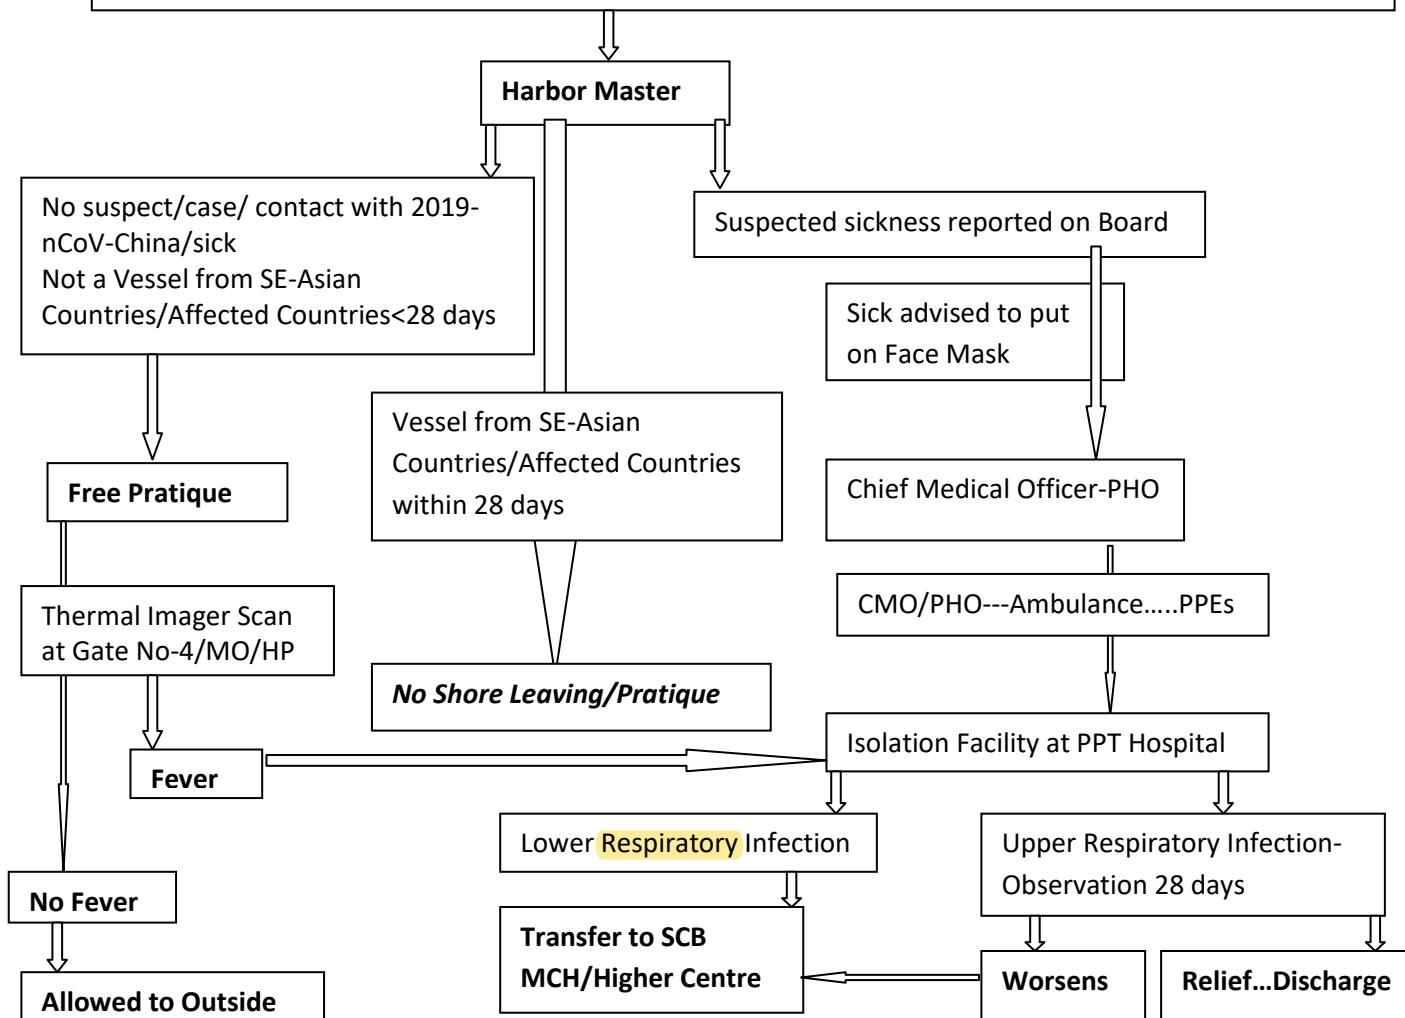 Harbor Master
No suspect/case/ contact with 2019-
nCoV-China/sick
Not a Vessel from SE-Asian
Countries/Affected Countries<28 days
Suspected sickness reported on Board
Sick advised to put
on Face Mask
Vessel from SE-Asian
Countries/Affected Countries
within 28 days
Free Pratique
Chief Medical Officer-PHO
Thermal Imager Scan
at Gate No-4/MO/HP
CMO/PHO---Ambulance.....PPEs
No Shore Leaving/Pratique
Isolation Facility at PPT Hospital
Fever
Lower Respiratory Infection
Upper Respiratory Infection-
Observation 28 days
No Fever
Transfer to SCB
MCH/Higher Centre
Worsens
Relief...Discharge
Allowed to Outside